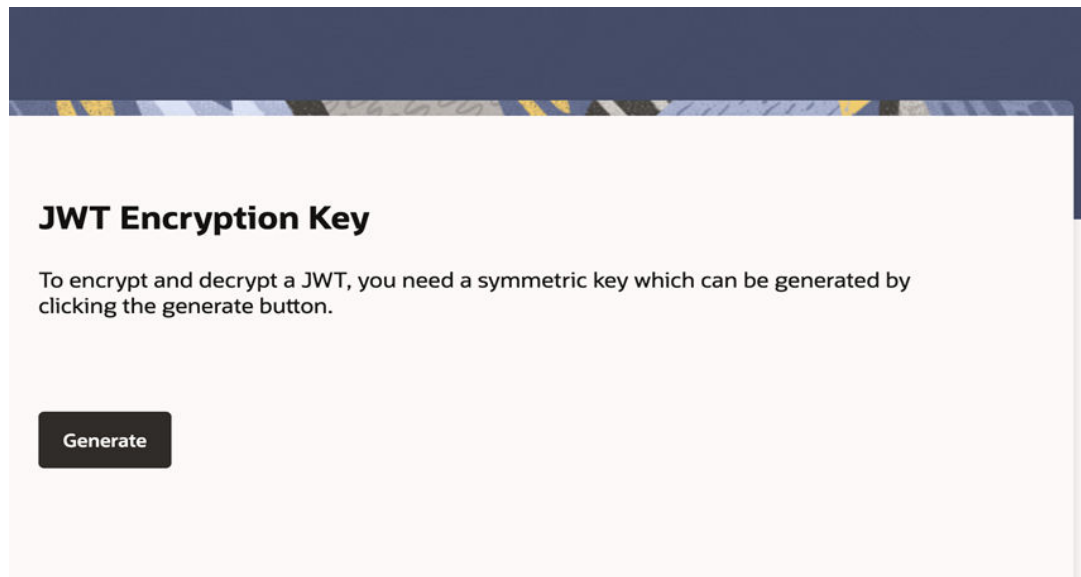 JWT Encryption Key
To encrypt and decrypt a JWT, you need a symmetric key which can be generated by
clicking the generate button.
Generate